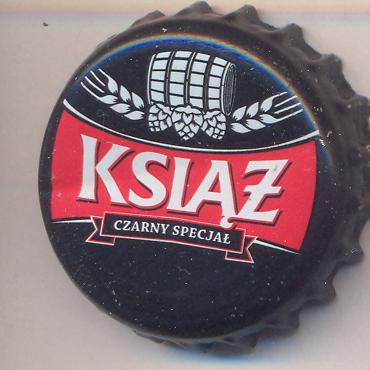 KSIĄŻ
CZARNY SPECJAŁ